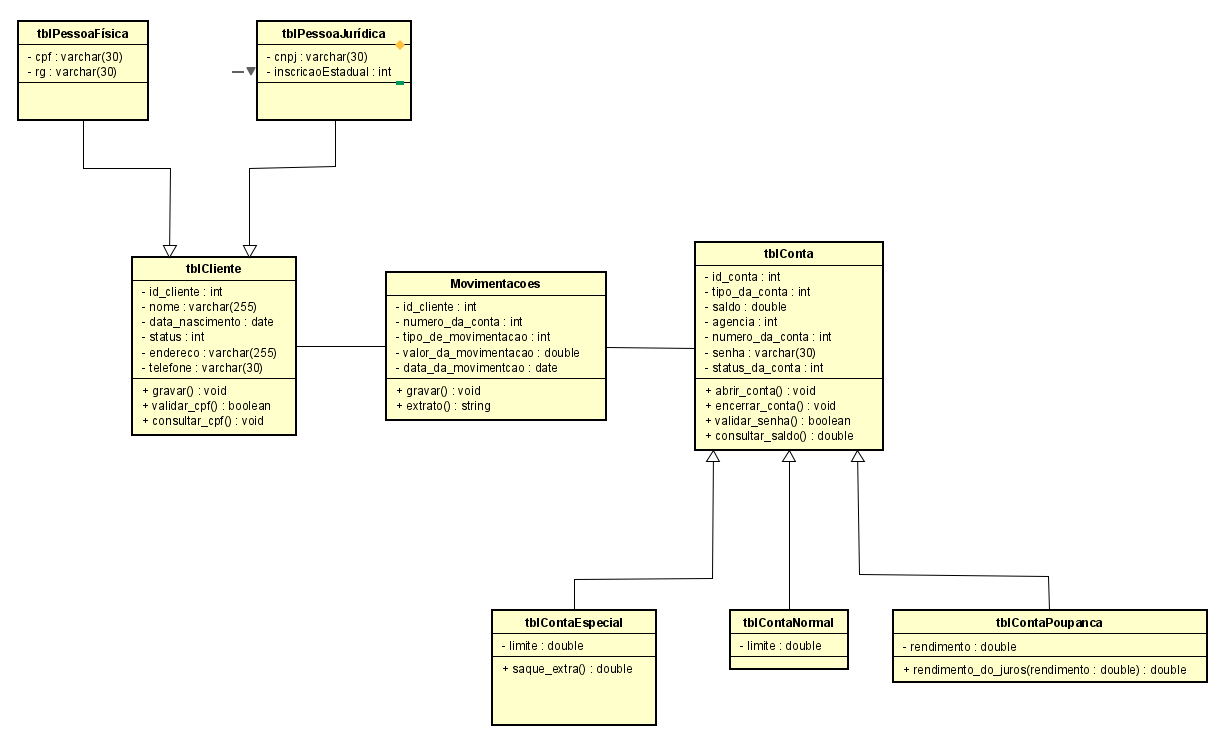 tblPessoaFísica
- cpf : varchar(30)
- rg : varchar(30)
tblPessoaJurídica
- cnpj : varchar(30)
- inscricaoEstadual : int
tblCliente
- id_cliente : int
- nome : varchar(255)
- data_nascimento : date
- status : int
- endereco : varchar(255)
- telefone : varchar(30)
+ gravar() : void
+ validar_cpf() : boolean
+ consultar_cpf() : void
Movimentacoes
- id_cliente : int
- numero_da_conta : int
- tipo_de_movimentacao : int
- valor_da_movimentacao : double
- data_da_movimentcao : date
+ gravar() : void
+ extrato() : string
tblConta
- id_conta : int
- tipo_da_conta : int
- saldo : double
- agencia : int
- numero_da_conta : int
- senha : varchar(30)
- status_da_conta : int
+ abrir_conta() : void
+ encerrar_conta() : void
+ validar_senha() : boolean
+ consultar_saldo() : double
tblContaEspecial
- limite : double
+ saque_extra() : double
tblContaNormal
- limite : double
tblContaPoupanca
- rendimento : double
+ rendimento_do_juros(rendimento : double) : double